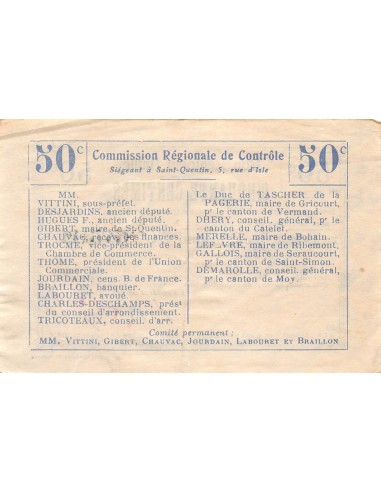 50c
Commission Régionale de Contrôle
Siégeant à Saint-Quentin, 5, rue d'Isle
50c
MM.
VITTINI, sous-préfet.
DESJARDINS, ancien député.
HUGUES F., ancien député.
GIBERT, maire de St-Quentin.
CHAUVAC, recev. des finances.
TROCMÉ, vice-président de la
Chambre de Commerce.
THOME, président de l'Union
Commerciale.
JOURDAIN, cens. B. de France.
BRAILLON, banquier.
LABOURET, avoué.
CHARLES-DESCHAMPS, prést
du conseil d'arrondissement.
TRICOTEAUX, conseil. d'arr.
Le Duc de TASCHER de la
PAGERIE, maire de Gricourt,
pr le canton de Vermand.
DHERY, conseil. général, pr le
canton du Catelet.
MERELLE, maire de Bohain.
LEFÈVRE, maire de Ribemont.
GALLOIS, maire de Seraucourt,
pr le canton de Saint-Simon.
DÉMAROLLE, conseil. général,
pr le canton de Moy.
Comité permanent :
MM. VITTINI, GIBERT, CHAUVAC, JOURDAIN, LABOURET ET BRAILLON